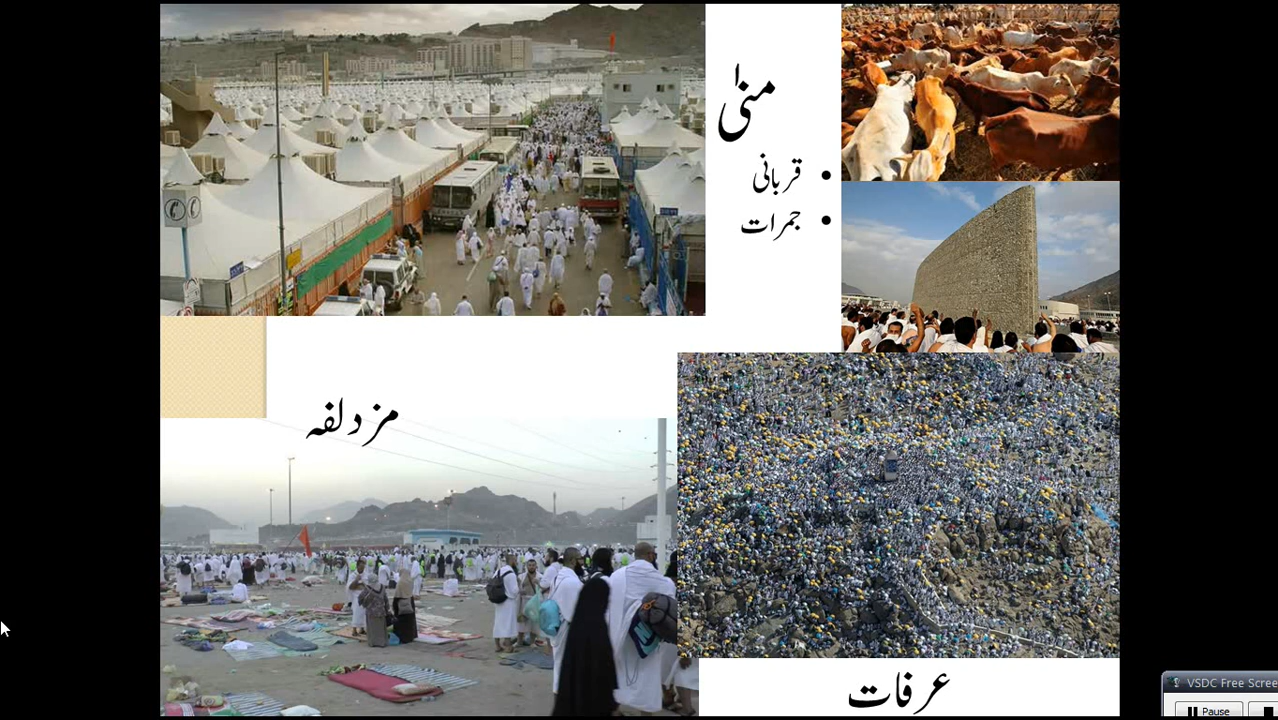 منیٰ
• قربانی
• جمرات
مزدلفہ
عرفات
VSDC Free Scree
Pause